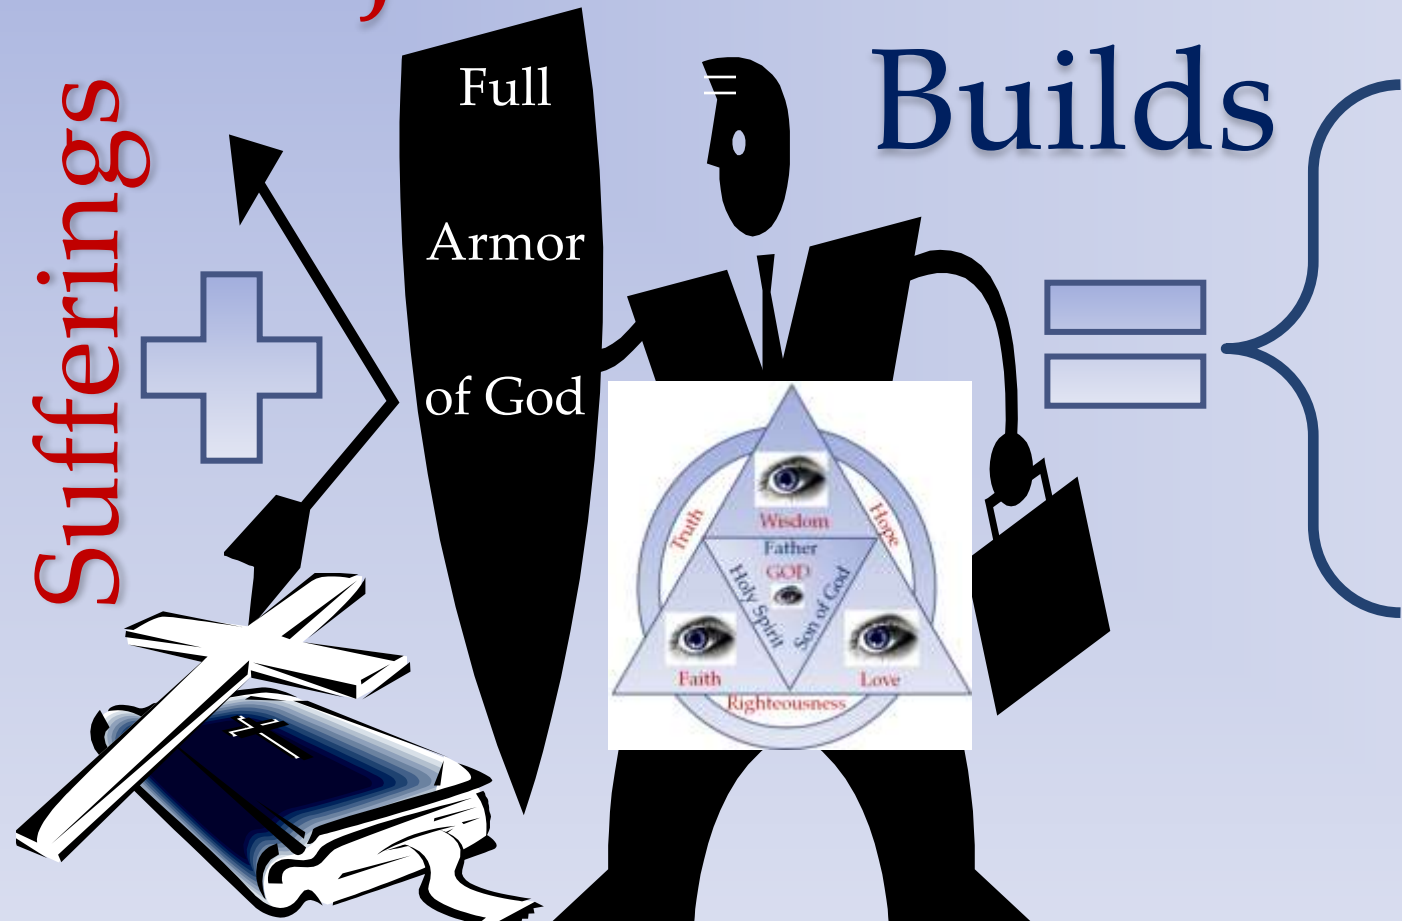 Sufferings
Full
Armor
of God
Builds
Wisdom
Truth
Hope
Father
GOD
Holy Spirit
Son of God
Faith
Love
Righteousness